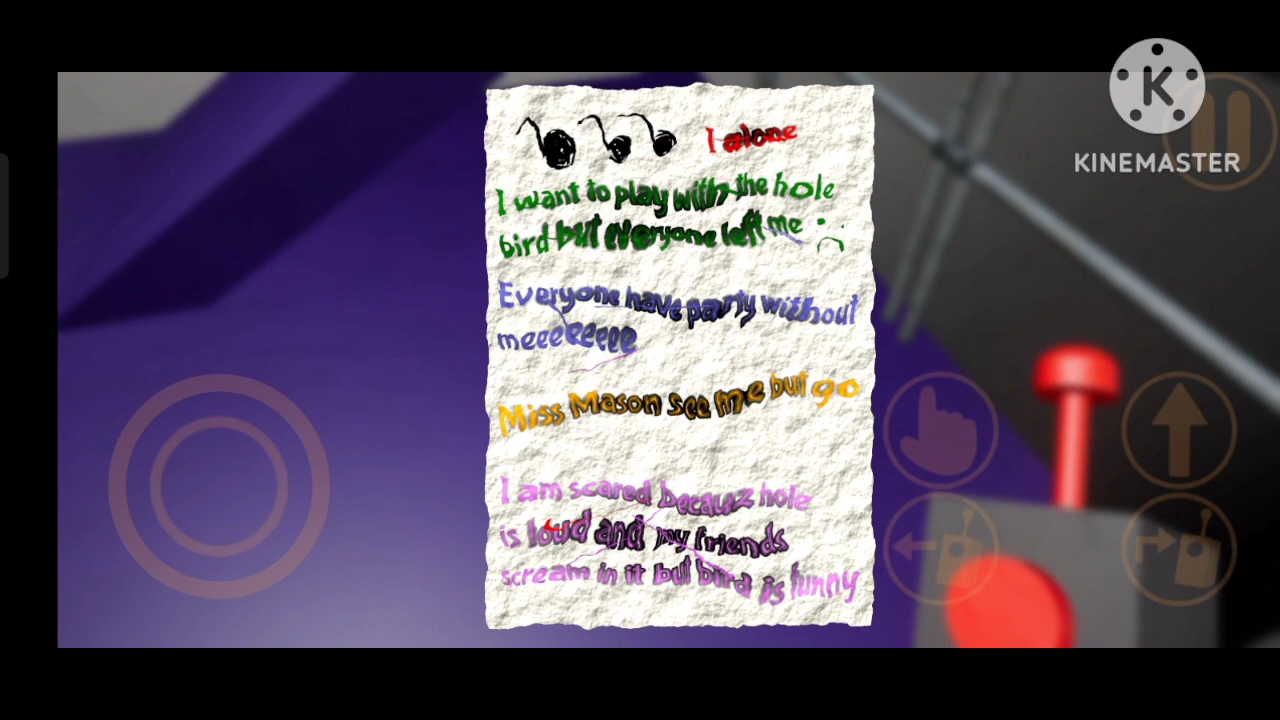 I alone
KINEMASTER
I want to play with the hole
bird but everyone left me :(
Everyone have party without
meeeeeeeee
Miss Mason see me but go
I am scared becauz hole
is loud and my friends
scream in it but bird is funny